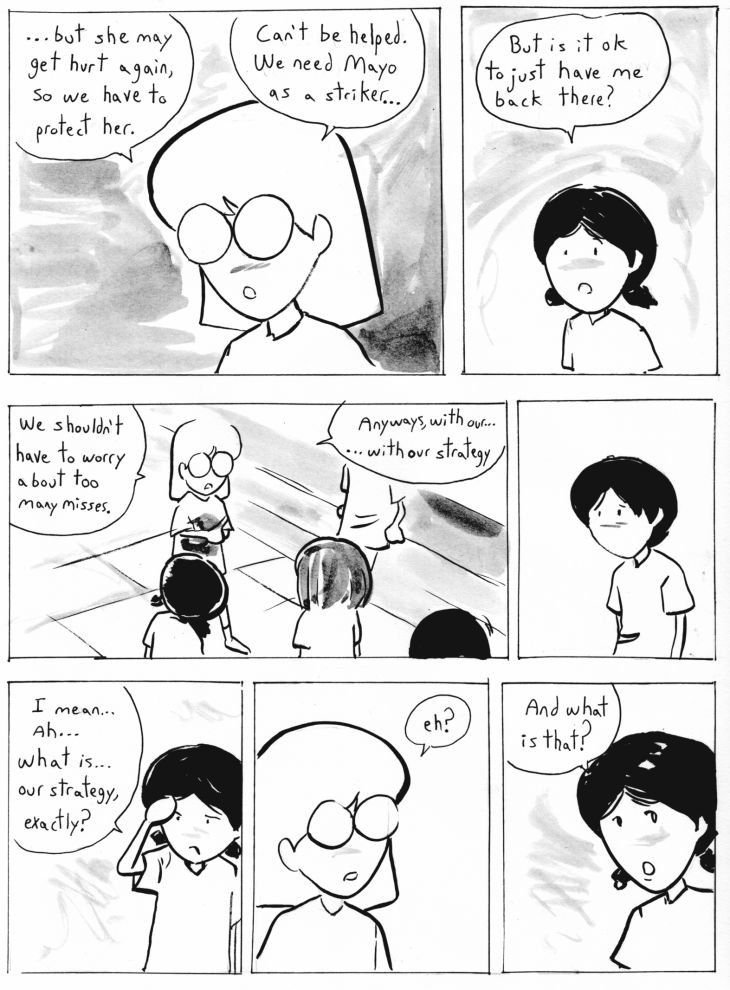 But is it ok
to just have me
back there?
Can't be helped.
We need Mayo
as a striker...
...but she may
get hurt again,
so we have to
protect her.
Anyways, with our...
...with our strategy
We shouldn't
have to worry
about too
many misses.
And what
is that?
eh?
I mean...
Ah...
what is...
our strategy,
exactly?